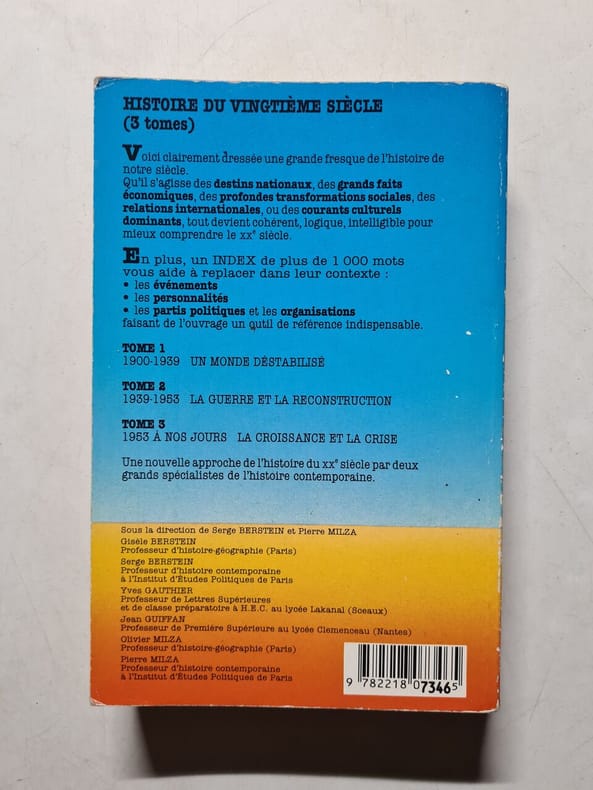 HISTOIRE DU VINGTIÈME SIÈCLE
(3 tomes)
Voici clairement dressée une grande fresque de l'histoire de
notre siècle.
Qu'il s'agisse des destins nationaux, des grands faits
économiques, des profondes transformations sociales, des
relations internationales, ou des courants culturels
dominants, tout devient cohérent, logique, intelligible pour
mieux comprendre le XXe siècle.
En plus, un INDEX de plus de 1 000 mots
vous aide à replacer dans leur contexte :
• les événements
• les personnalités
• les partis politiques et les organisations
faisant de l'ouvrage un outil de référence indispensable.
TOME 1
1900-1939 UN MONDE DÉSTABILISÉ
TOME 2
1939-1953 LA GUERRE ET LA RECONSTRUCTION
TOME 3
1953 À NOS JOURS LA CROISSANCE ET LA CRISE
Une nouvelle approche de l'histoire du XXe siècle par deux
grands spécialistes de l'histoire contemporaine.
Sous la direction de Serge BERSTEIN et Pierre MILZA
Gisèle BERSTEIN
Professeur d'histoire-géographie (Paris)
Serge BERSTEIN
Professeur d'histoire contemporaine
à l'Institut d'Études Politiques de Paris
Yves GAUTHIER
Professeur de Lettres Supérieures
et de classe préparatoire à H.E.C. au lycée Lakanal (Sceaux)
Jean GUIFFAN
Professeur de Première Supérieure au lycée Clemenceau (Nantes)
Olivier MILZA
Professeur d'histoire-géographie (Paris)
Pierre MILZA
Professeur d'histoire contemporaine
à l'Institut d'Études Politiques de Paris
9 782218 073465